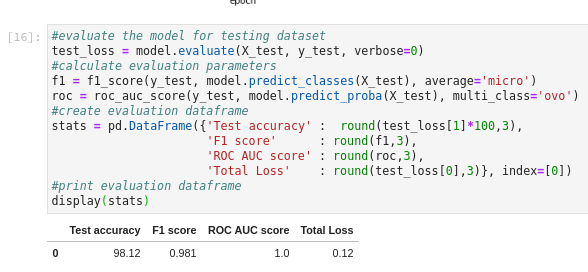 epoch
[16]: #evaluate the model for testing dataset
test_loss = model.evaluate(X_test, y_test, verbose=0)
#calculate evaluation parameters
f1 = f1_score(y_test, model.predict_classes(X_test), average='micro')
roc = roc_auc_score(y_test, model.predict_proba(X_test), multi_class='ovo')
#create evaluation dataframe
stats = pd.DataFrame({'Test accuracy' :  round(test_loss[1]*100,3),
'F1 score'      : round(f1,3),
'ROC AUC score' : round(roc,3),
'Total Loss'    : round(test_loss[0],3)}, index=[0])
#print evaluation dataframe
display(stats)
Test accuracy F1 score ROC AUC score Total Loss
0 98.12 0.981 1.0 0.12